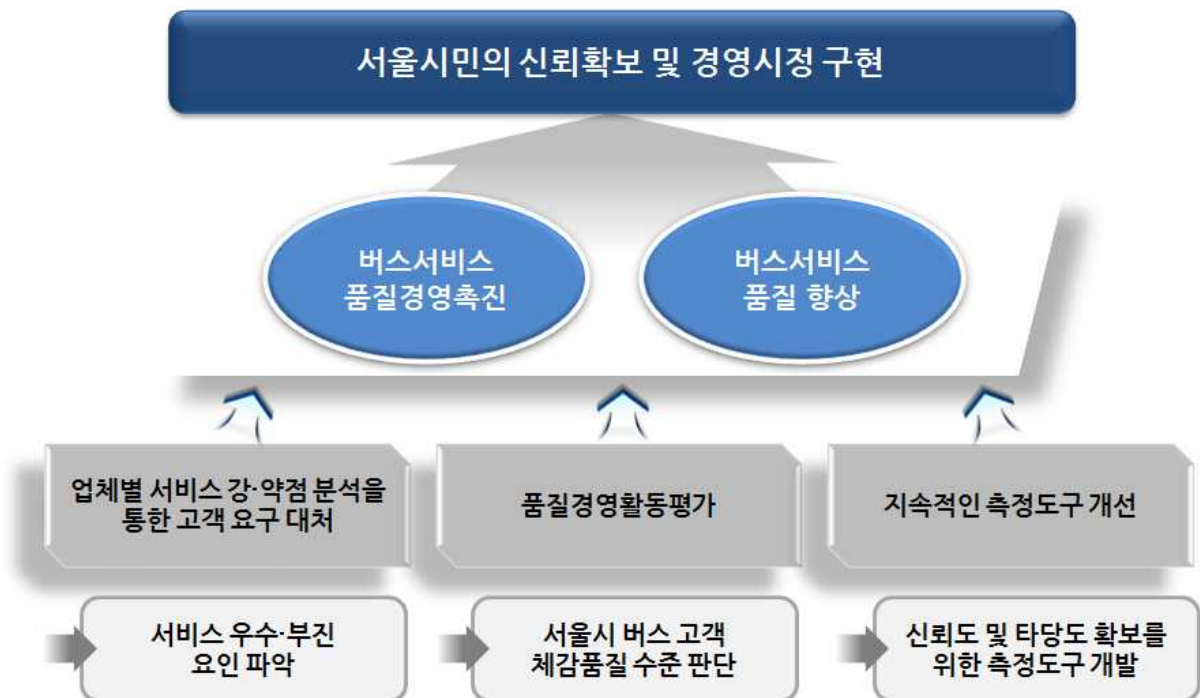 서울시민의 신뢰확보 및 경영시정 구현
버스서비스
품질경영촉진
버스서비스
품질 향상
업체별 서비스 강·약점 분석을
통한 고객 요구 대처
품질경영활동평가
지속적인 측정도구 개선
서비스 우수·부진
요인 파악
서울시 버스 고객
체감품질 수준 판단
신뢰도 및 타당도 확보를
위한 측정도구 개발